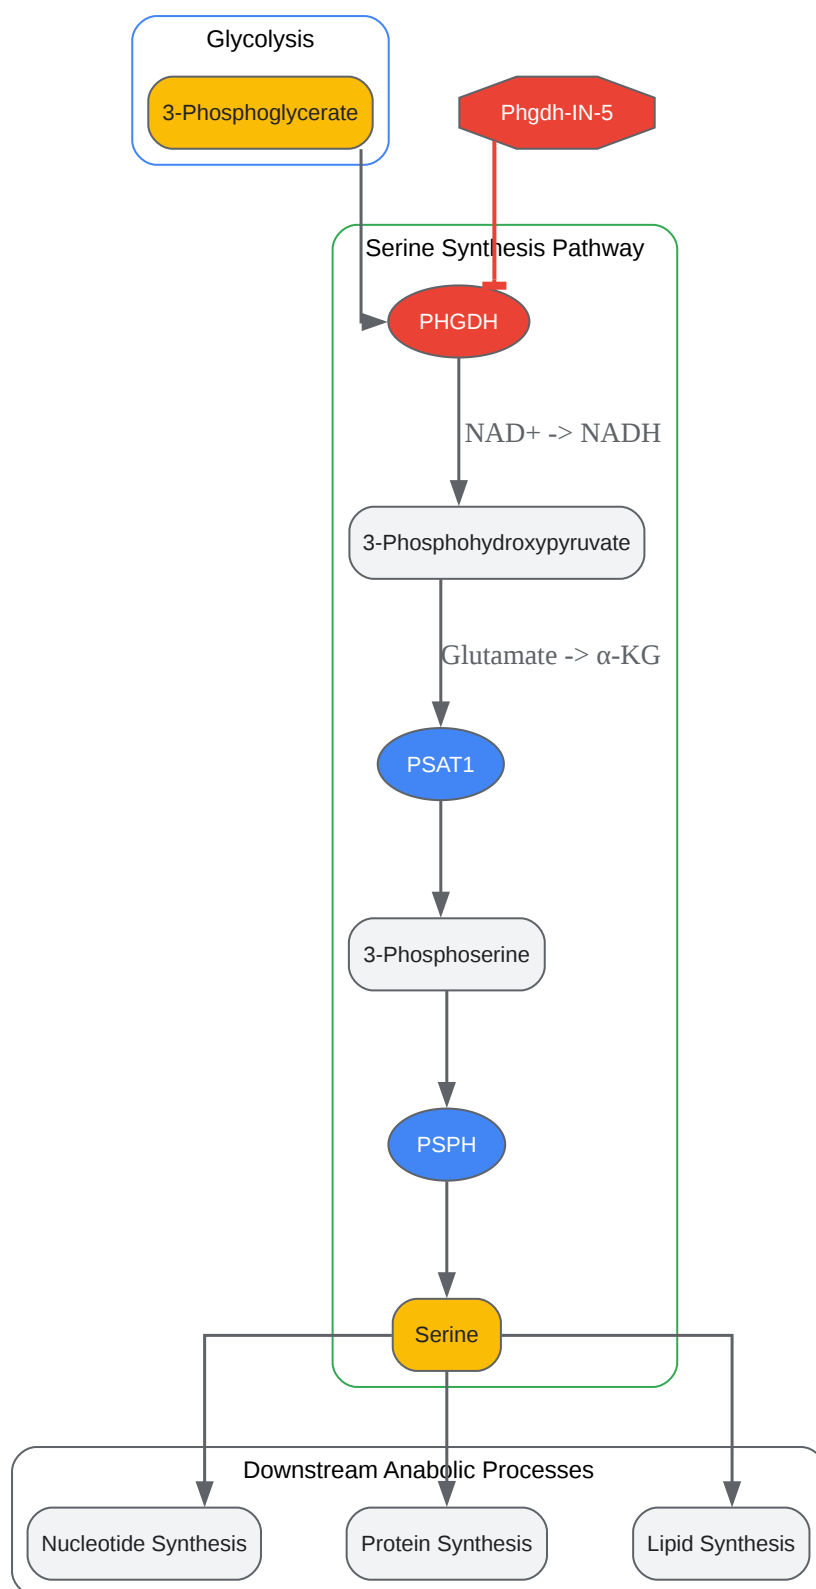 Glycolysis
3-Phosphoglycerate
Phgdh-IN-5
Serine Synthesis Pathway
PHGDH
NAD+ -> NADH
3-Phosphohydroxypyruvate
Glutamate -> α-KG
PSAT1
3-Phosphoserine
PSPH
Serine
Downstream Anabolic Processes
Nucleotide Synthesis
Protein Synthesis
Lipid Synthesis